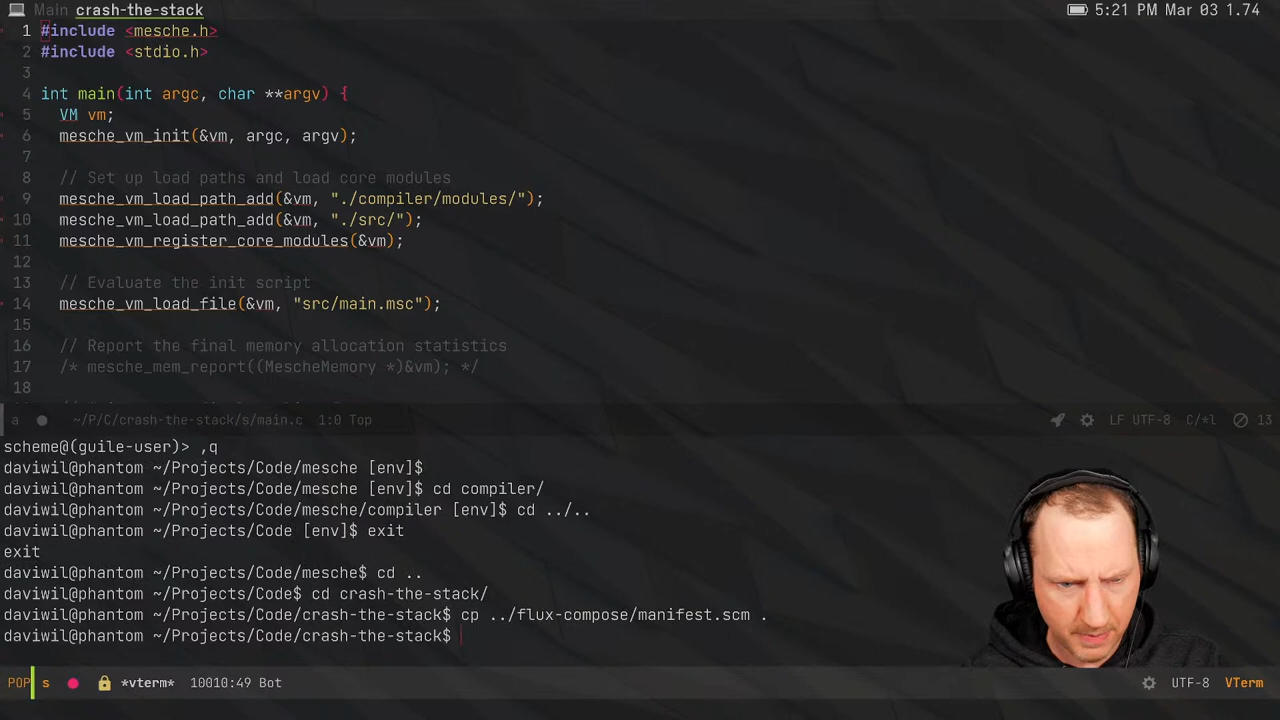 Main crash-the-stack 5:21 PM Mar 03 1.74
1 #include <mesche.h>
2 #include <stdio.h>
3
4 int main(int argc, char **argv) {
5 VM vm;
6 mesche_vm_init(&vm, argc, argv);
7
8 // Set up load paths and load core modules
9 mesche_vm_load_path_add(&vm, "./compiler/modules/");
10 mesche_vm_load_path_add(&vm, "./src/");
11 mesche_vm_register_core_modules(&vm);
12
13 // Evaluate the init script
14 mesche_vm_load_file(&vm, "src/main.msc");
15
16 // Report the final memory allocation statistics
17 /* mesche_mem_report((MescheMemory *)&vm); */
18
a ~/P/C/crash-the-stack/s/main.c 1:0 Top LF UTF-8 C/*l 13
scheme@(guile-user)> ,q
daviwil@phantom ~/Projects/Code/mesche [env]$
daviwil@phantom ~/Projects/Code/mesche [env]$ cd compiler/
daviwil@phantom ~/Projects/Code/mesche/compiler [env]$ cd ../..
daviwil@phantom ~/Projects/Code [env]$ exit
exit
daviwil@phantom ~/Projects/Code/mesche$ cd ..
daviwil@phantom ~/Projects/Code$ cd crash-the-stack/
daviwil@phantom ~/Projects/Code/crash-the-stack$ cp ../flux-compose/manifest.scm .
daviwil@phantom ~/Projects/Code/crash-the-stack$
POP s *vterm* 10010:49 Bot UTF-8 VTerm